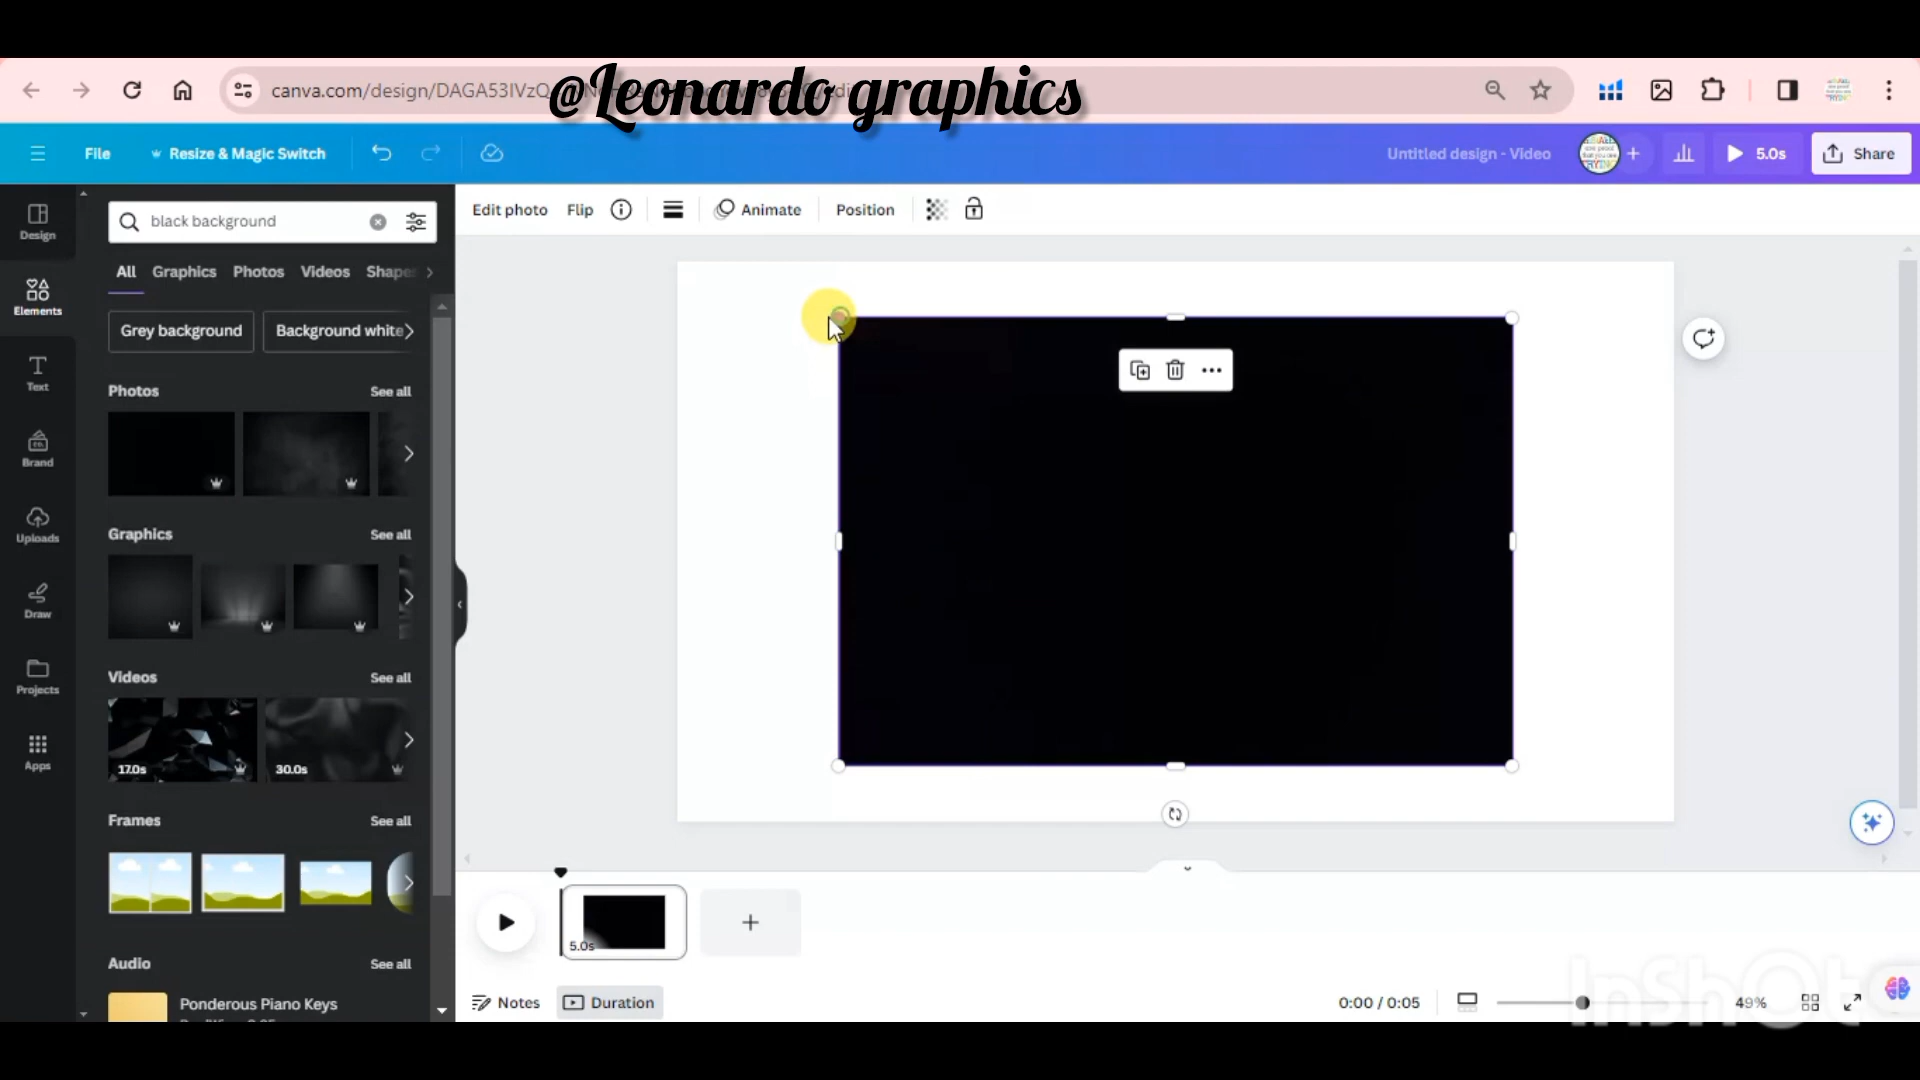 canva.com/design/DAGA53IVzQ
@Leonardo graphics
File
Resize & Magic Switch
Untitled design - Video
5.0s
Share
Design
Elements
Text
Brand
Uploads
Draw
Projects
Apps
black background
All
Graphics
Photos
Videos
Grey background
Background white
Photos
See all
Graphics
See all
Videos
See all
17.0s
30.0s
Frames
See all
Audio
See all
Ponderous Piano Keys
Edit photo
Flip
Animate
Position
5.0s
Notes
Duration
0:00 / 0:05
49%
InShot